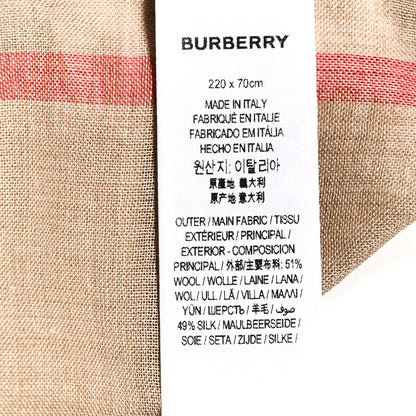 BURBERRY
220 x 70cm
MADE IN ITALY
FABRIQUÉ EN ITALIE
FABRICADO EM ITÁLIA
HECHO EN ITALIA
원산지: 이탈리아
原產地 義大利
原产地 意大利
OUTER / MAIN FABRIC / TISSU
EXTÉRIEUR / PRINCIPAL /
EXTERIOR - COMPOSICION
PRINCIPAL / 外部/主要布料: 51%
WOOL / WOLLE / LAINE / LANA /
WOL / ULL / LÃ / VILLA / ΜΑΛΛΙ /
YÜN / ШЕРСТЬ / 羊毛 / صوف /
49% SILK / MAULBEERSEIDE /
SOIE / SETA / ZIJDE / SILKE /